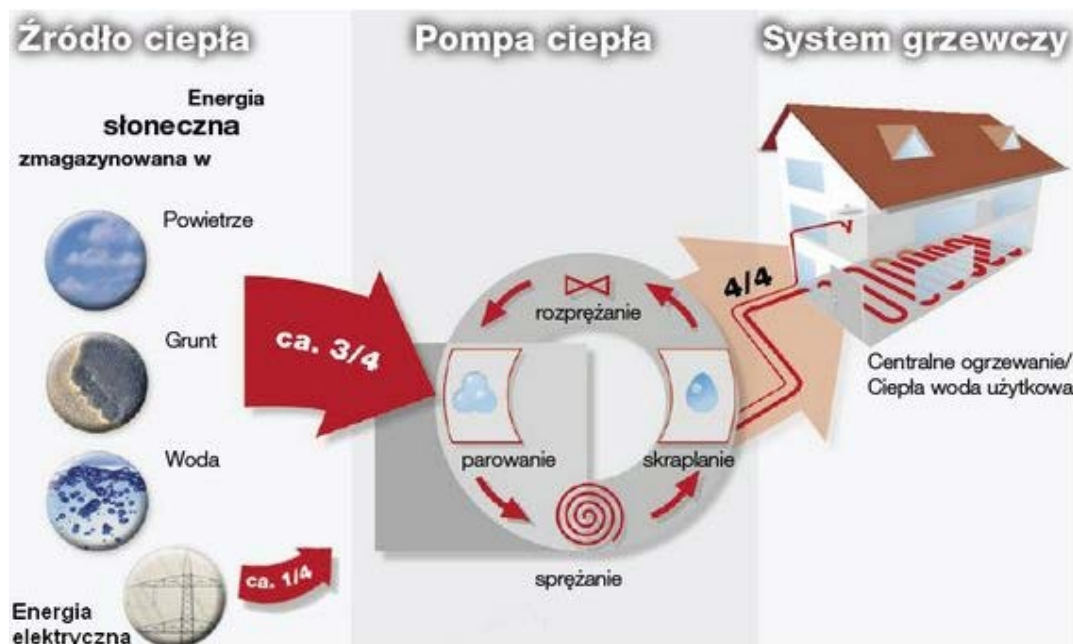 Źródło ciepła
Pompa ciepła
System grzewczy
Energia
słoneczna
zmagazynowana w
Powietrze
Grunt
Woda
Energia
elektryczna
ca. 3/4
ca. 1/4
rozprężanie
parowanie
skraplanie
sprężanie
4/4
Centralne ogrzewanie/
Ciepła woda użytkowa